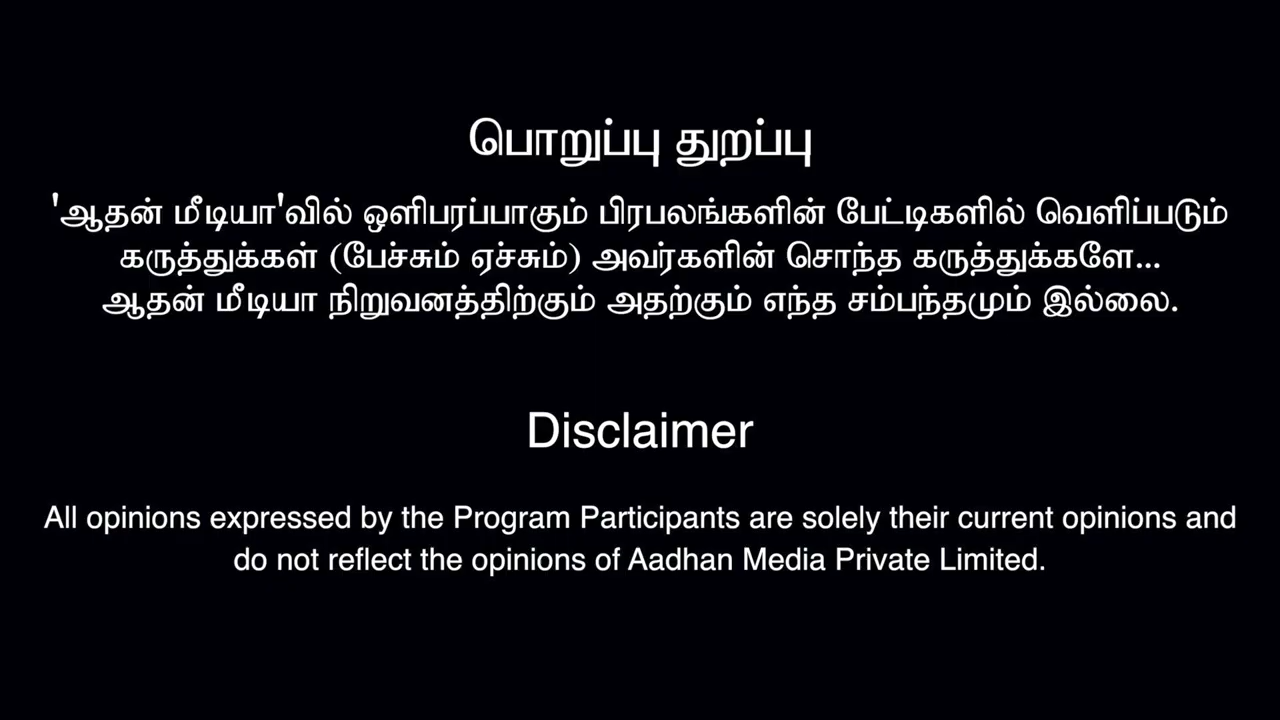 பொறுப்பு துறப்பு
'ஆதன் மீடியா'வில் ஒளிபரப்பாகும் பிரபலங்களின் பேட்டிகளில் வெளிப்படும்
கருத்துக்கள் (பேச்சும் ஏச்சும்) அவர்களின் சொந்த கருத்துக்களே...
ஆதன் மீடியா நிறுவனத்திற்கும் அதற்கும் எந்த சம்பந்தமும் இல்லை.
Disclaimer
All opinions expressed by the Program Participants are solely their current opinions and
do not reflect the opinions of Aadhan Media Private Limited.